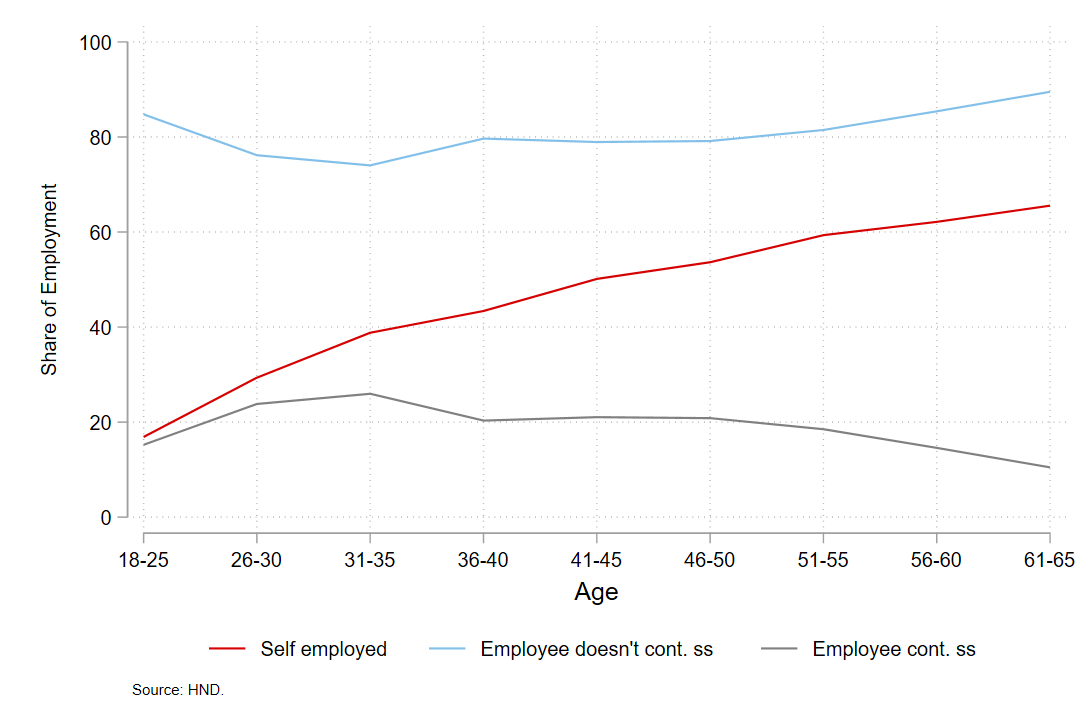 100
80
60
40
20
0
Share of Employment
18-25 26-30 31-35 36-40 41-45 46-50 51-55 56-60 61-65
Age
Self employed Employee doesn't cont. ss Employee cont. ss
Source: HND.